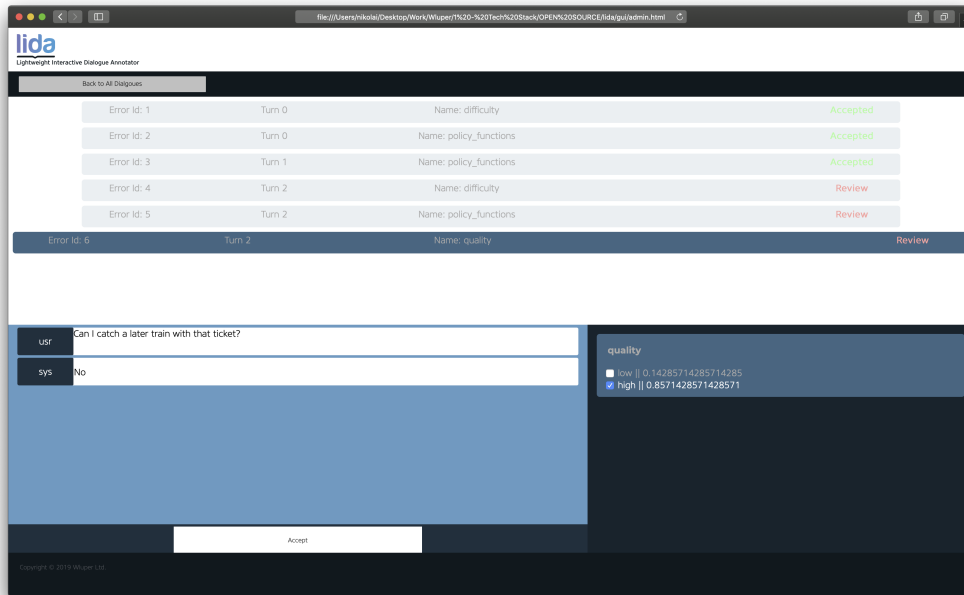 file:///Users/nikolai/Desktop/Work/Wluper/1%20-%20Tech%20Stack/OPEN%20SOURCE/lida/gui/admin.html
lida
Lightweight Interactive Dialogue Annotator
Back to All Dialgoues
Error Id: 1 Turn 0 Name: difficulty Accepted
Error Id: 2 Turn 0 Name: policy_functions Accepted
Error Id: 3 Turn 1 Name: policy_functions Accepted
Error Id: 4 Turn 2 Name: difficulty Review
Error Id: 5 Turn 2 Name: policy_functions Review
Error Id: 6 Turn 2 Name: quality Review
usr Can I catch a later train with that ticket?
sys No
quality
low || 0.14285714285714285
high || 0.8571428571428571
Accept
Copyright © 2019 Wluper Ltd.